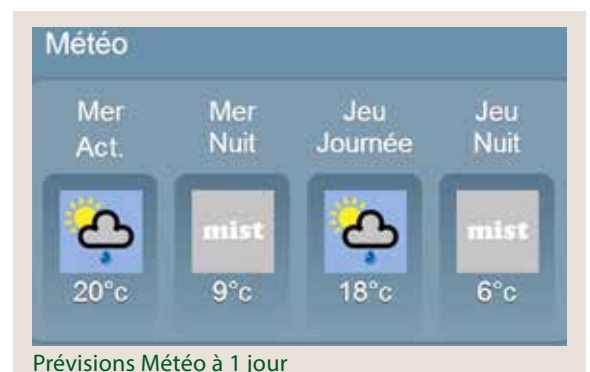 Météo
Mer Mer Jeu Jeu
Act. Nuit Journée Nuit
mist mist
20°c 9°c 18°c 6°c
Prévisions Météo à 1 jour